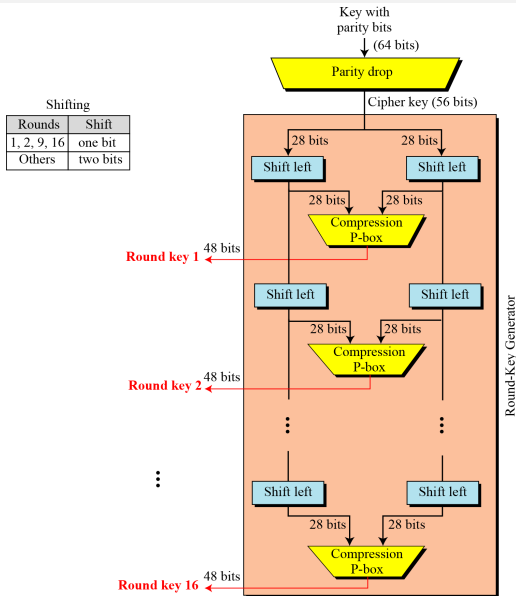 Key with
parity bits
(64 bits)
Parity drop
Cipher key (56 bits)
Shifting
Rounds Shift
1, 2, 9, 16 one bit
Others two bits
28 bits 28 bits
Shift left Shift left
28 bits 28 bits
Compression
P-box
48 bits
Round key 1
Shift left Shift left
28 bits 28 bits
Compression
P-box
48 bits
Round key 2
Round-Key Generator
Shift left Shift left
28 bits 28 bits
Compression
P-box
48 bits
Round key 16